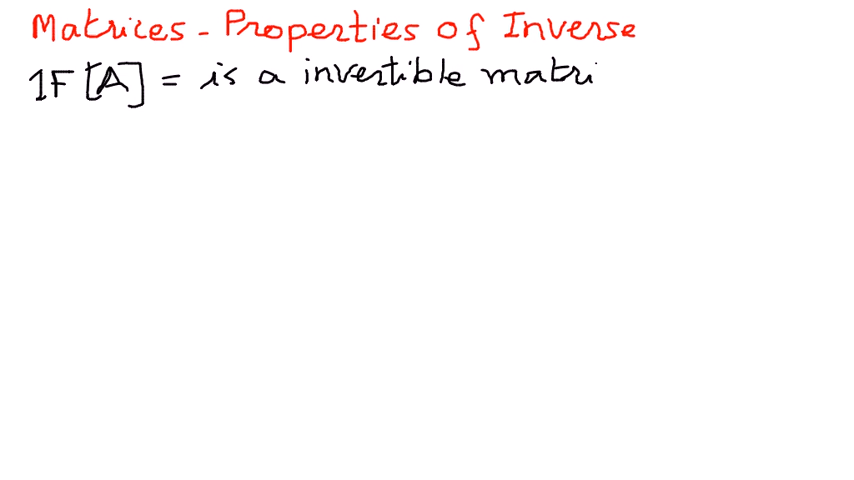 Matrices - Properties of Inverse
IF [A] = is a invertible matri